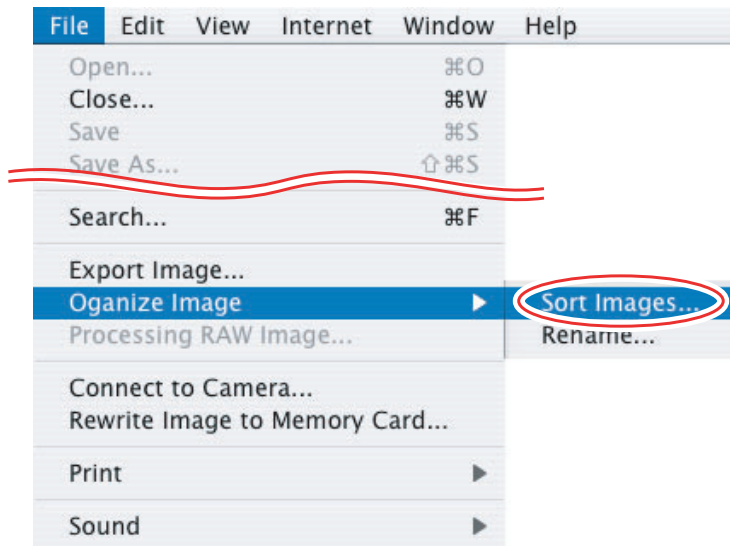 File Edit View Internet Window Help
Open... ⌘O
Close... ⌘W
Save ⌘S
Save As... ⇧⌘S
Search... ⌘F
Export Image...
Oganize Image ▶ Sort Images...
Processing RAW Image... Rename...
Connect to Camera...
Rewrite Image to Memory Card...
Print ▶
Sound ▶